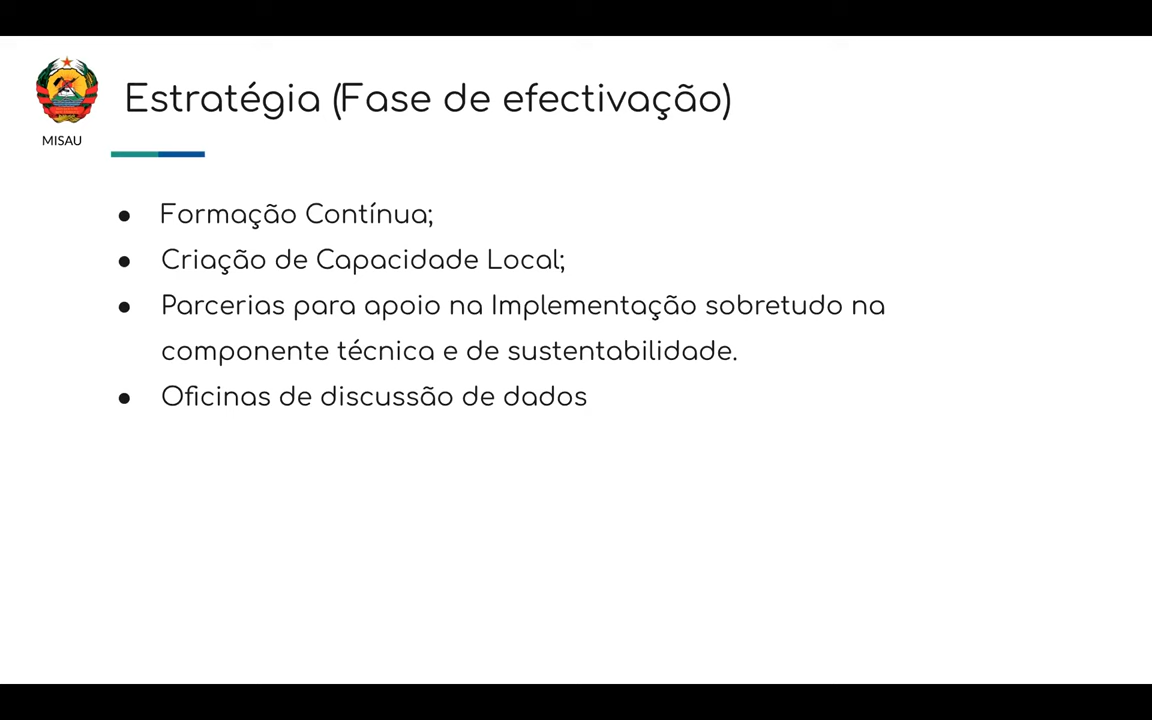 Estratégia (Fase de efectivação)
MISAU
● Formação Contínua;
● Criação de Capacidade Local;
● Parcerias para apoio na Implementação sobretudo na
componente técnica e de sustentabilidade.
● Oficinas de discussão de dados